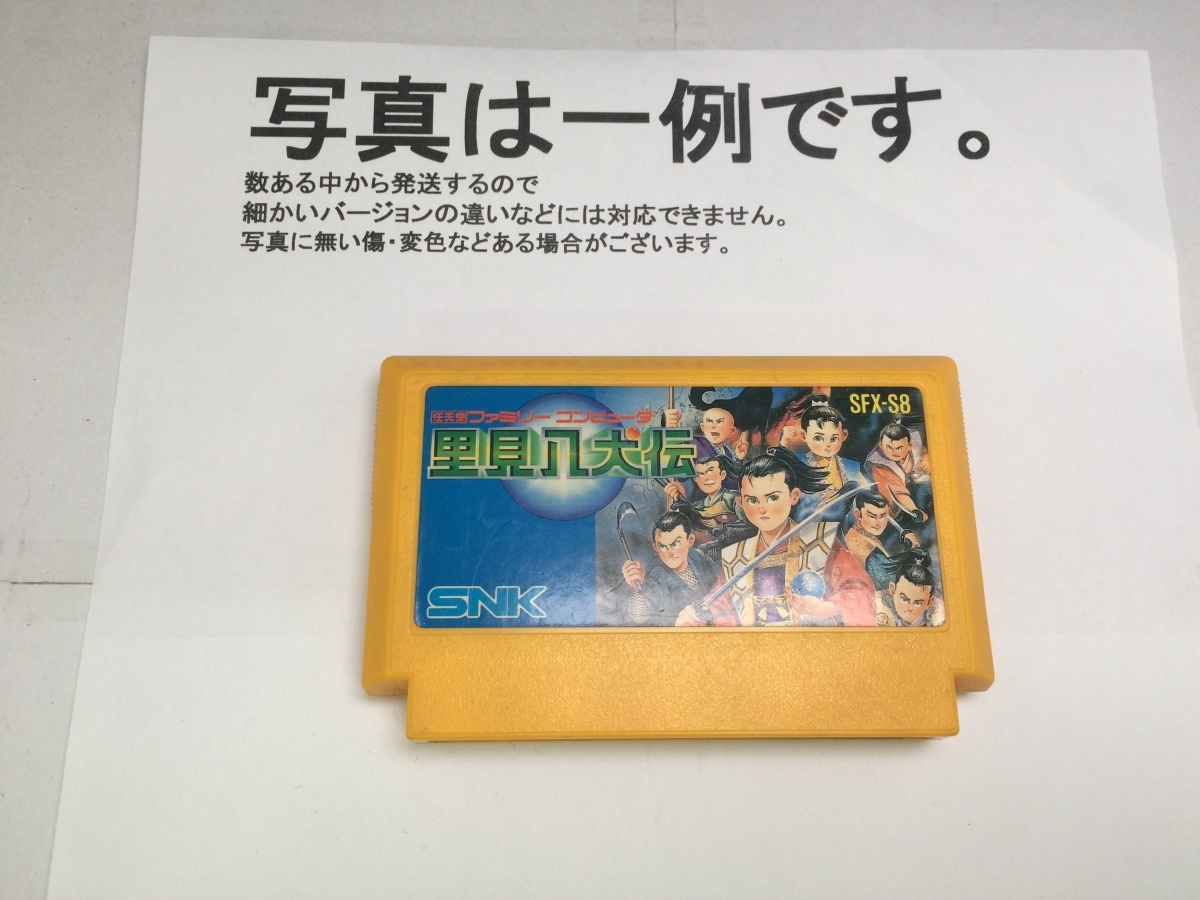 写真は一例です。
数ある中から発送するので
細かいバージョンの違いなどには対応できません。
写真に無い傷・変色などある場合がございます。
SFX-S8
任天堂ファミリー コンピュータ
里見八犬伝
SNK